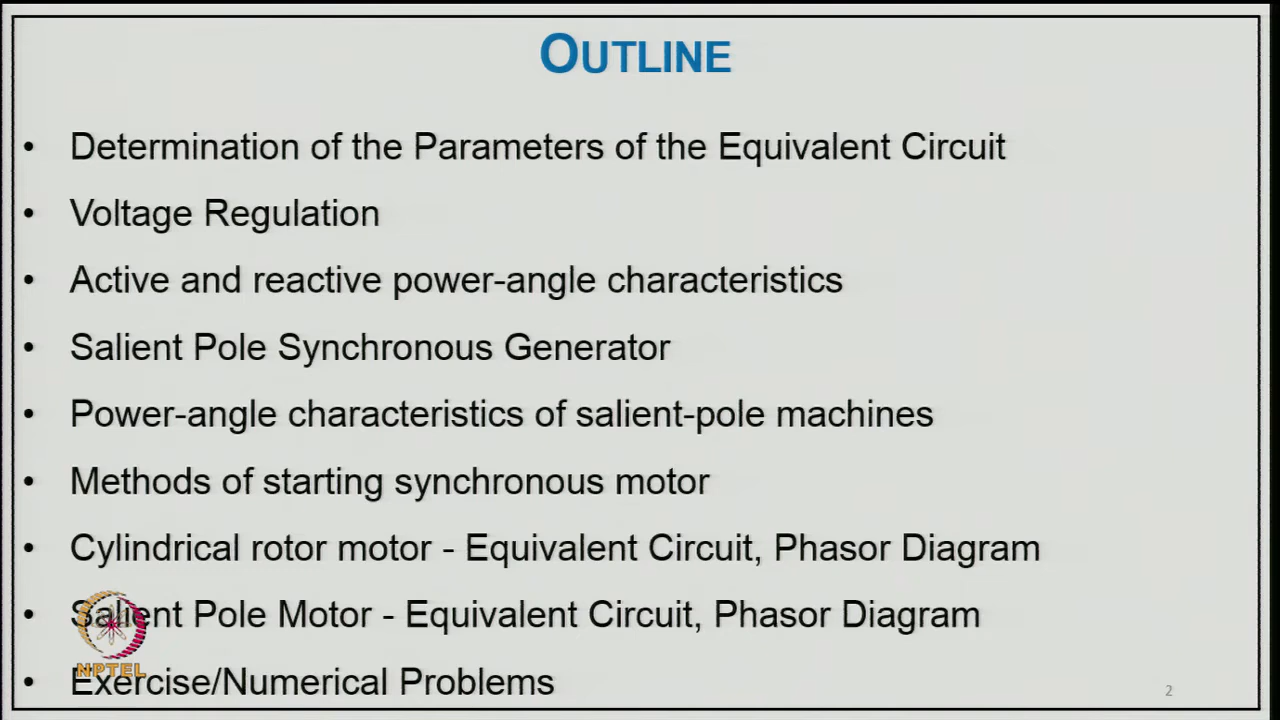 OUTLINE
• Determination of the Parameters of the Equivalent Circuit
• Voltage Regulation
• Active and reactive power-angle characteristics
• Salient Pole Synchronous Generator
• Power-angle characteristics of salient-pole machines
• Methods of starting synchronous motor
• Cylindrical rotor motor - Equivalent Circuit, Phasor Diagram
• Salient Pole Motor - Equivalent Circuit, Phasor Diagram
NPTEL
• Exercise/Numerical Problems
2